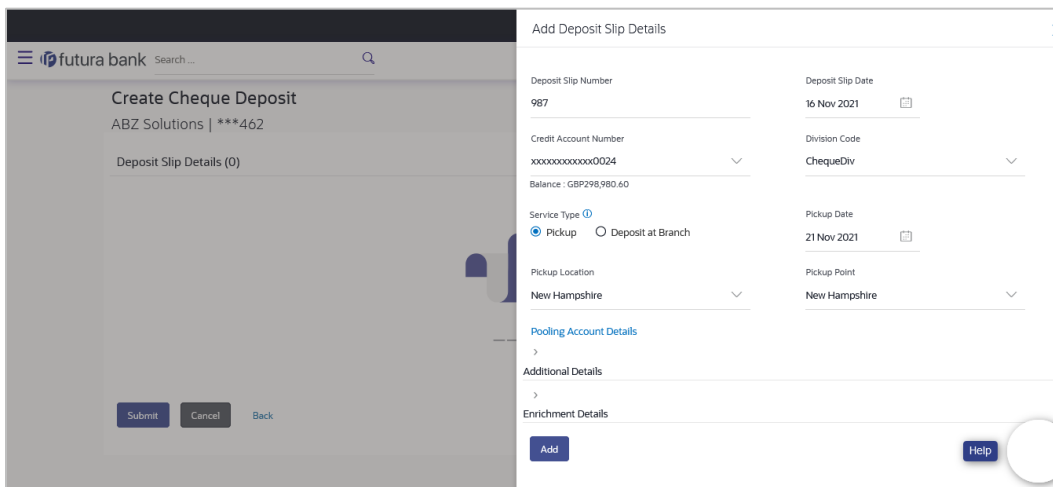 futura bank Search ...
Create Cheque Deposit
ABZ Solutions | ***462
Deposit Slip Details (0)
Submit Cancel Back
Add Deposit Slip Details
Deposit Slip Number Deposit Slip Date
987 16 Nov 2021
Credit Account Number Division Code
xxxxxxxxxxxx0024 ChequeDiv
Balance : GBP298,980.60
Service Type Pickup Date
Pickup Deposit at Branch 21 Nov 2021
Pickup Location Pickup Point
New Hampshire New Hampshire
Pooling Account Details
Additional Details
Enrichment Details
Add Help